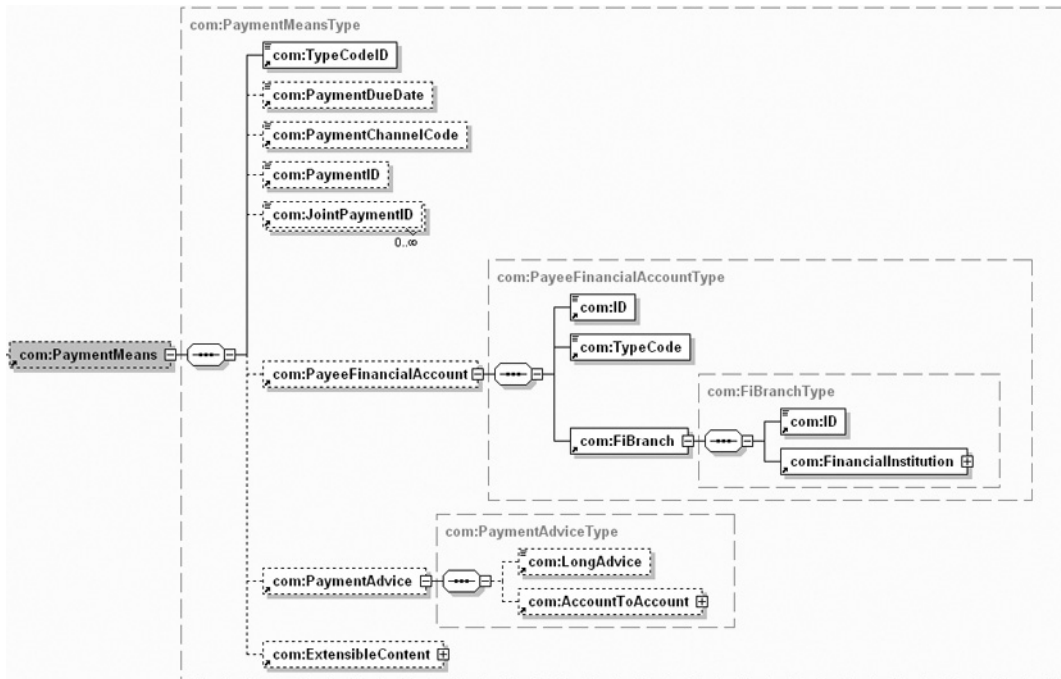 com:PaymentMeansType
com:TypeCodeID
com:PaymentDueDate
com:PaymentChannelCode
com:PaymentID
com:JointPaymentID
0..∞
com:PayeeFinancialAccountType
com:ID
com:TypeCode
com:PaymentMeans
com:PayeeFinancialAccount
com:FiBranchType
com:ID
com:FiBranch
com:FinancialInstitution
com:PaymentAdviceType
com:LongAdvice
com:PaymentAdvice
com:AccountToAccount
com:ExtensibleContent